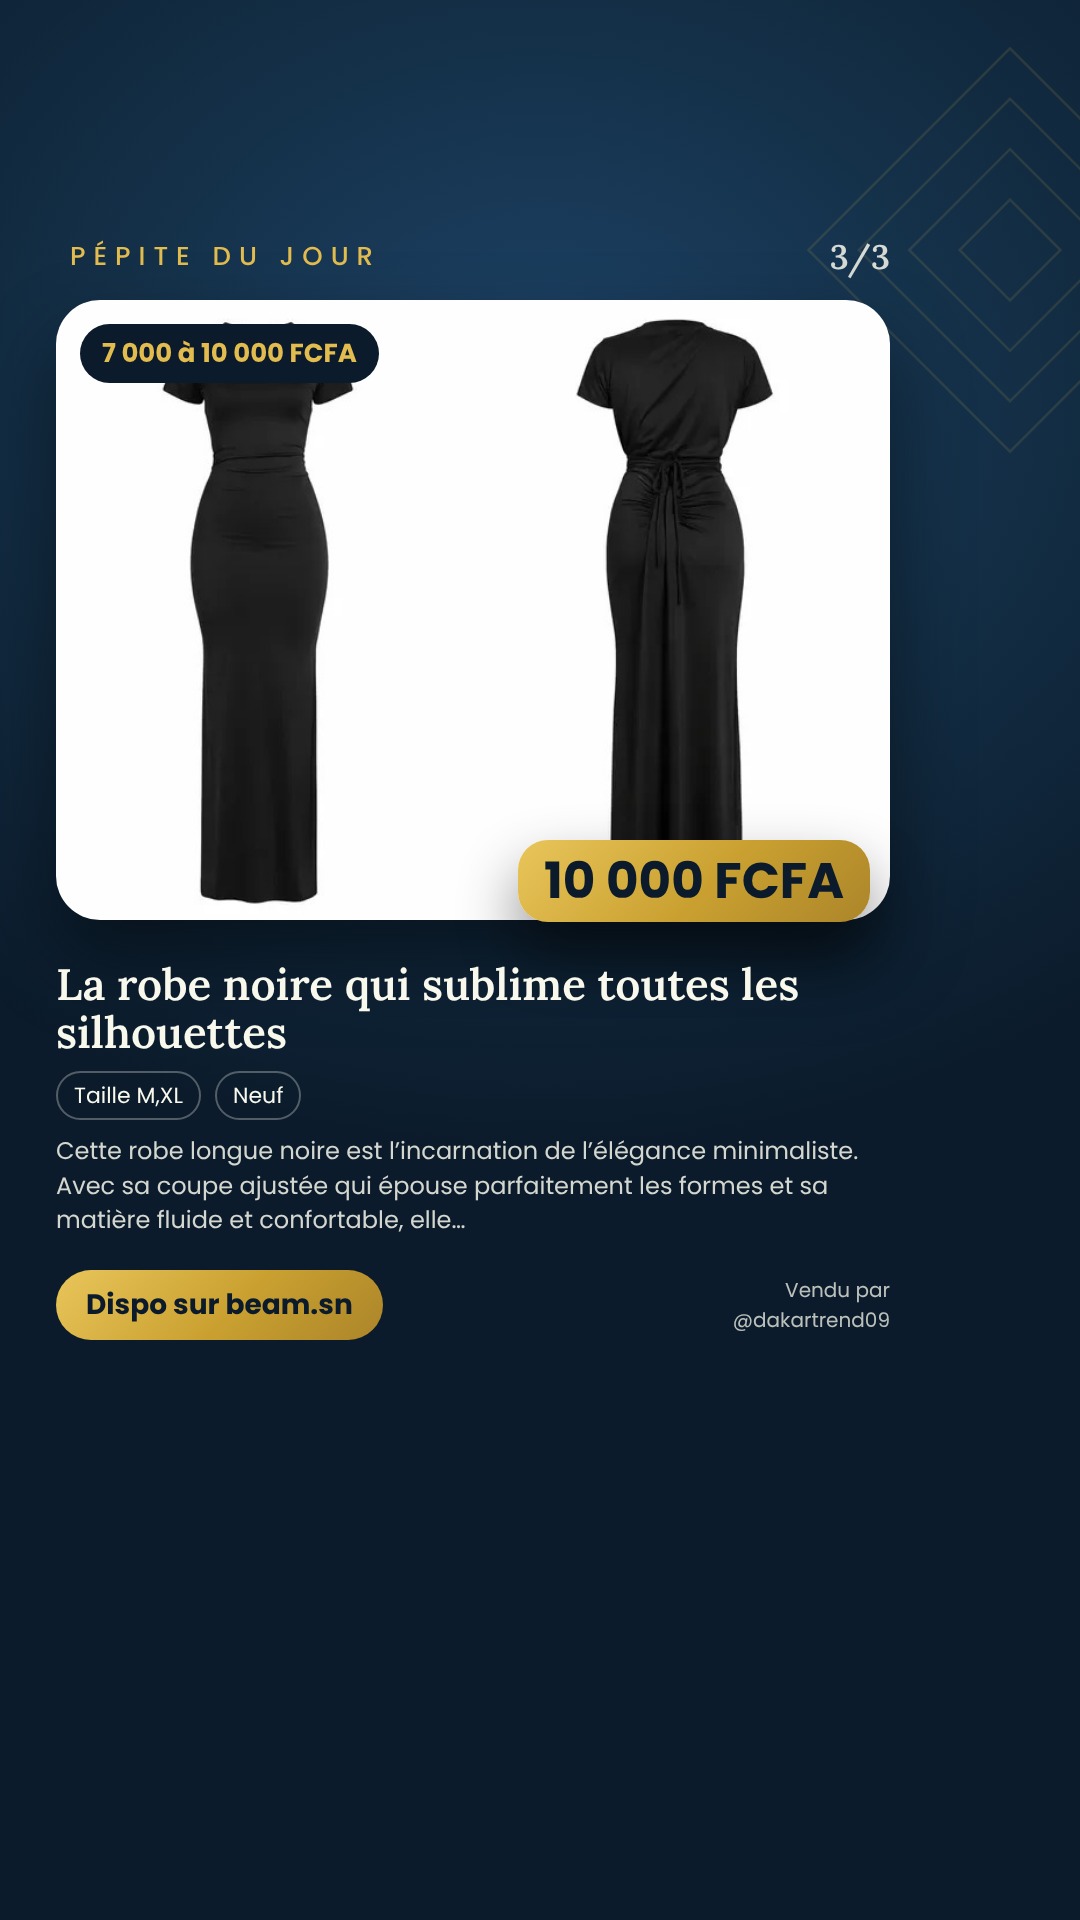 PÉPITE DU JOUR
3/3
7 000 à 10 000 FCFA
10 000 FCFA
La robe noire qui sublime toutes les
silhouettes
Taille M,XL
Neuf
Cette robe longue noire est l’incarnation de l’élégance minimaliste.
Avec sa coupe ajustée qui épouse parfaitement les formes et sa
matière fluide et confortable, elle…
Dispo sur beam.sn
Vendu par
@dakartrend09